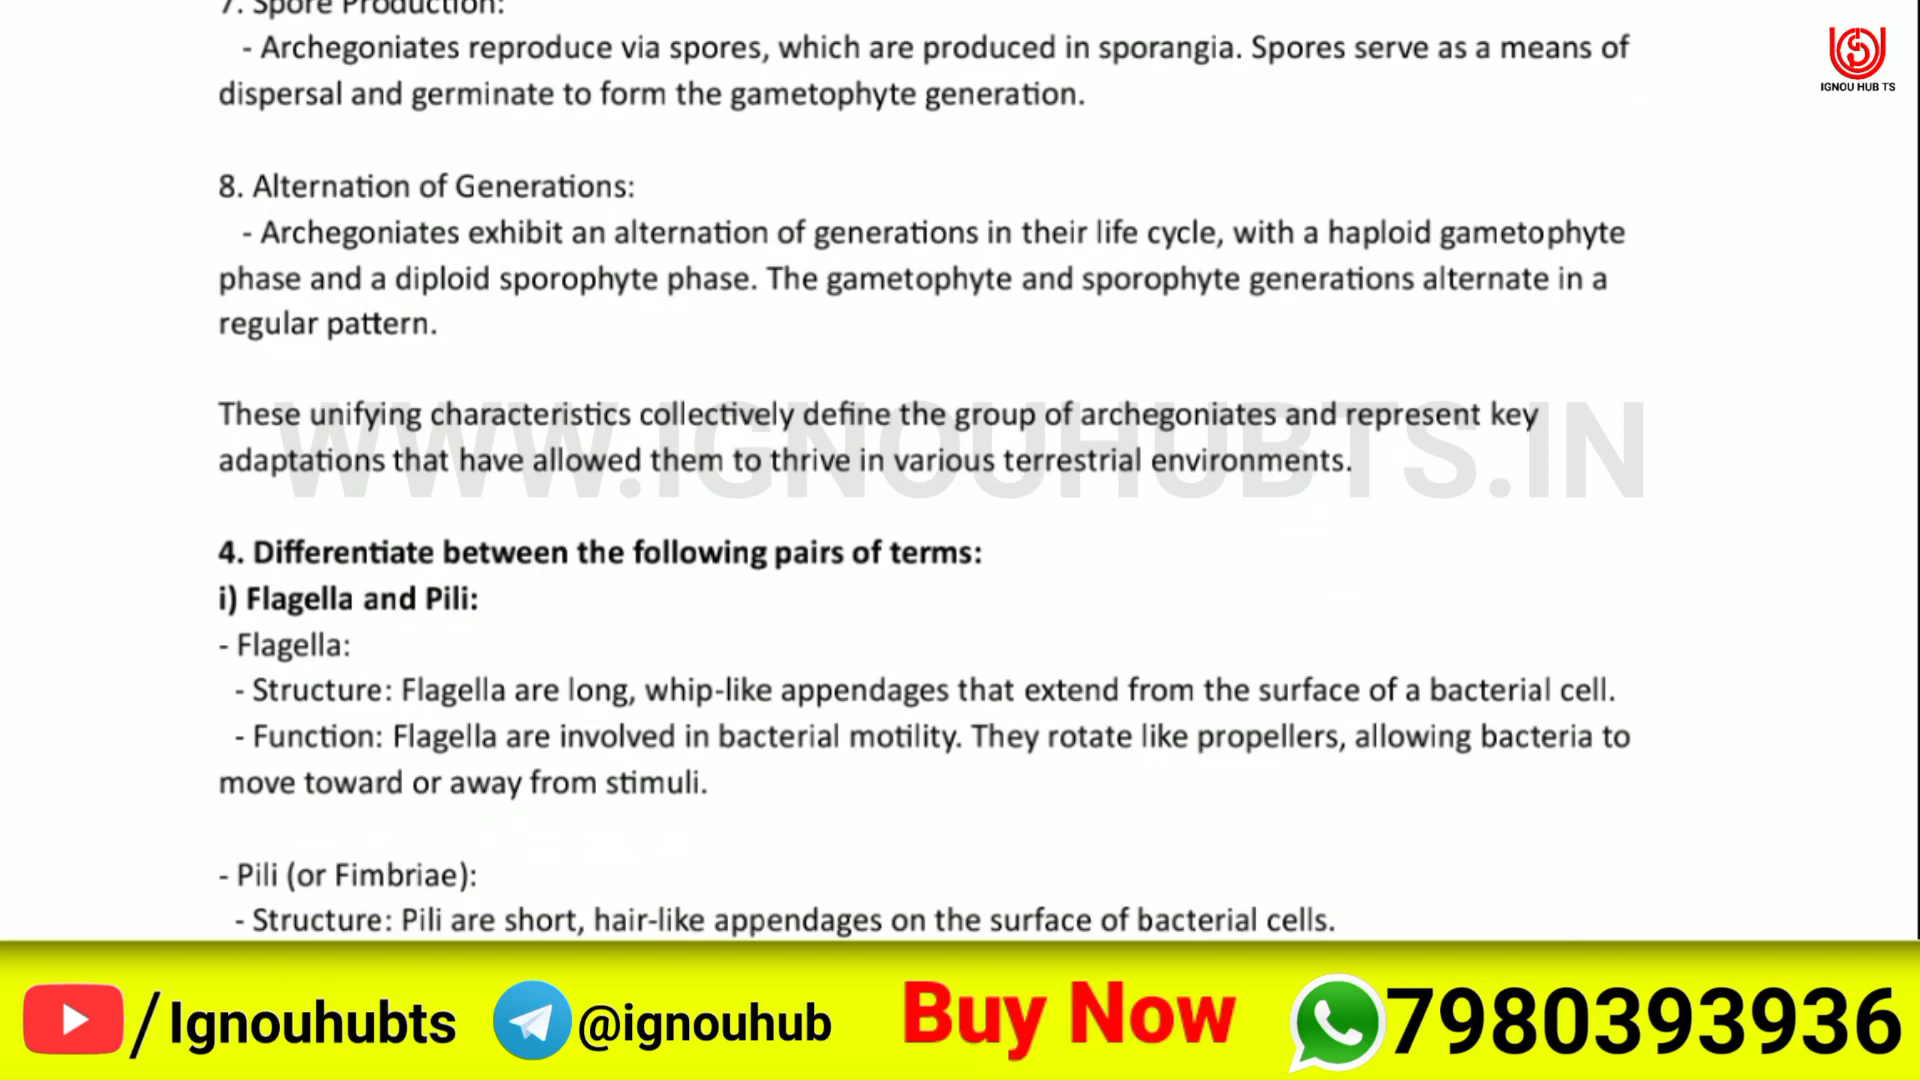 7. Spore Production:
- Archegoniates reproduce via spores, which are produced in sporangia. Spores serve as a means of
dispersal and germinate to form the gametophyte generation.
IGNOU HUB TS
8. Alternation of Generations:
- Archegoniates exhibit an alternation of generations in their life cycle, with a haploid gametophyte
phase and a diploid sporophyte phase. The gametophyte and sporophyte generations alternate in a
regular pattern.
These unifying characteristics collectively define the group of archegoniates and represent key
adaptations that have allowed them to thrive in various terrestrial environments.
WWW.IGNOUHUBTS.IN
4. Differentiate between the following pairs of terms:
i) Flagella and Pili:
- Flagella:
- Structure: Flagella are long, whip-like appendages that extend from the surface of a bacterial cell.
- Function: Flagella are involved in bacterial motility. They rotate like propellers, allowing bacteria to
move toward or away from stimuli.
- Pili (or Fimbriae):
- Structure: Pili are short, hair-like appendages on the surface of bacterial cells.
/Ignouhubts @ignouhub Buy Now 7980393936